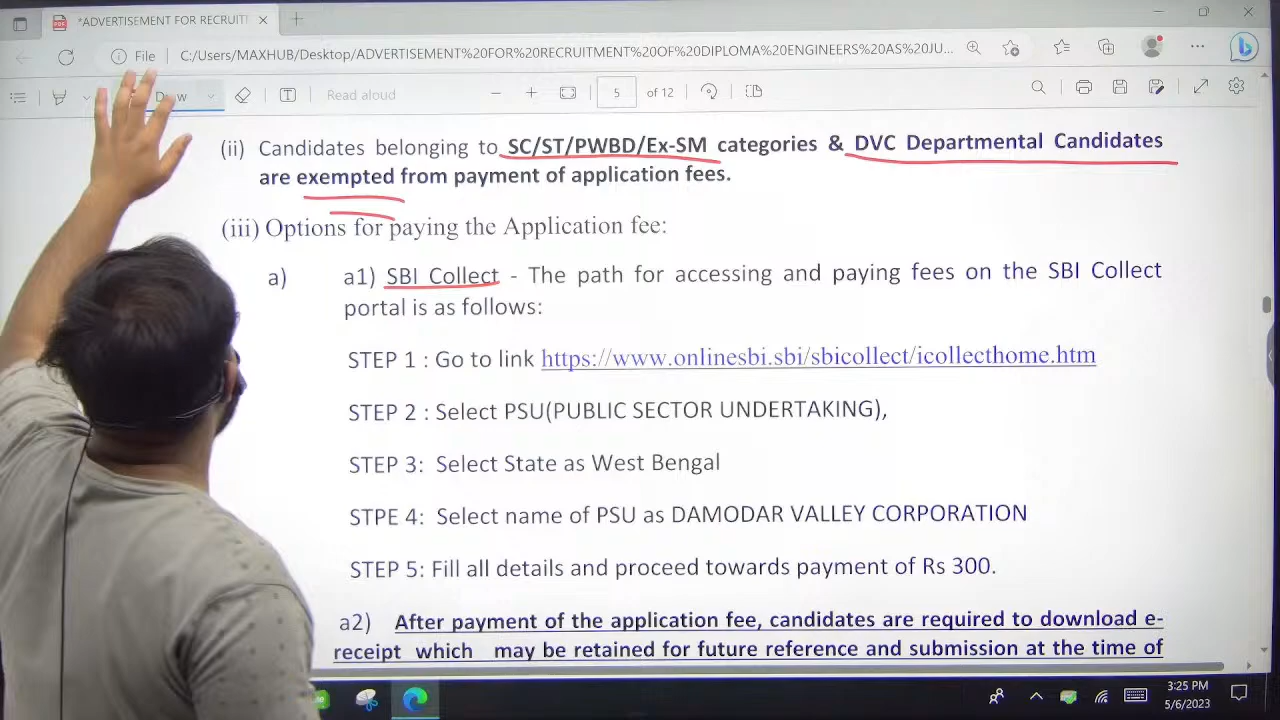 *ADVERTISEMENT FOR RECRUIT
File
C:/Users/MAXHUB/Desktop/ADVERTISEMENT%20FOR%20RECRUITMENT%20OF%20DIPLOMA%20ENGINEERS%20AS%20JU...
Read aloud
5 of 12
(ii) Candidates belonging to SC/ST/PWBD/Ex-SM categories & DVC Departmental Candidates
are exempted from payment of application fees.
(iii) Options for paying the Application fee:
a) a1) SBI Collect - The path for accessing and paying fees on the SBI Collect
portal is as follows:
STEP 1 : Go to link https://www.onlinesbi.sbi/sbicollect/icollecthome.htm
STEP 2 : Select PSU(PUBLIC SECTOR UNDERTAKING),
STEP 3: Select State as West Bengal
STPE 4: Select name of PSU as DAMODAR VALLEY CORPORATION
STEP 5: Fill all details and proceed towards payment of Rs 300.
a2) After payment of the application fee, candidates are required to download e-
receipt which may be retained for future reference and submission at the time of
3:25 PM
5/6/2023